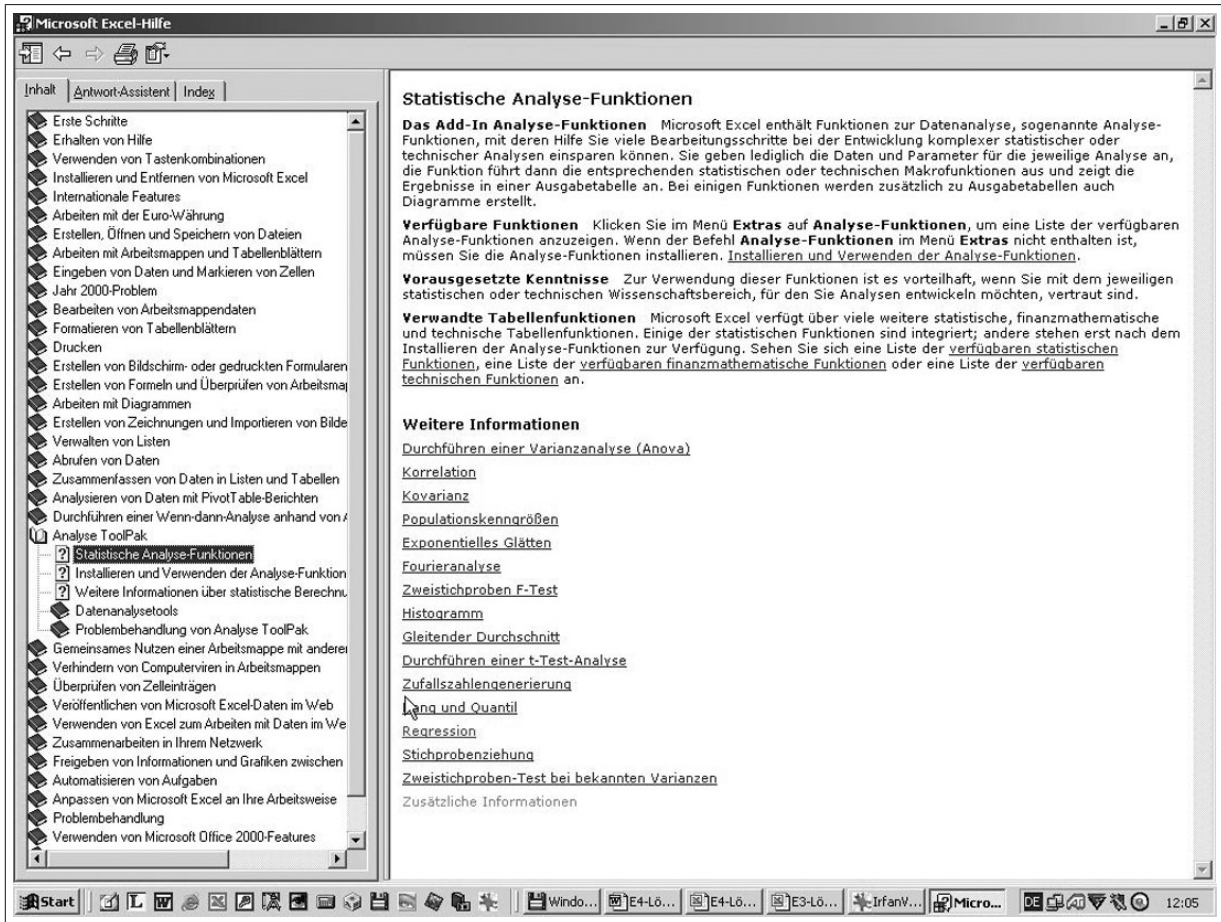 Microsoft Excel-Hilfe
Inhalt
Antwort-Assistent
Index
Erste Schritte
Erhalten von Hilfe
Verwenden von Tastenkombinationen
Installieren und Entfernen von Microsoft Excel
Internationale Features
Arbeiten mit der Euro-Währung
Erstellen, Öffnen und Speichern von Dateien
Arbeiten mit Arbeitsmappen und Tabellenblättern
Eingeben von Daten und Markieren von Zellen
Jahr 2000-Problem
Bearbeiten von Arbeitsmappendaten
Formatieren von Tabellenblättern
Drucken
Erstellen von Bildschirm- oder gedruckten Formularen
Erstellen von Formeln und Überprüfen von Arbeitsma
Arbeiten mit Diagrammen
Erstellen von Zeichnungen und Importieren von Bilde
Verwalten von Listen
Abrufen von Daten
Zusammenfassen von Daten in Listen und Tabellen
Analysieren von Daten mit PivotTable-Berichten
Durchführen einer Wenn-dann-Analyse anhand von
Analyse ToolPak
Statistische Analyse-Funktionen
Installieren und Verwenden der Analyse-Funktion
Weitere Informationen über statistische Berechnu
Datenanalysetools
Problembehandlung von Analyse ToolPak
Gemeinsames Nutzen einer Arbeitsmappe mit anderen
Verhindern von Computerviren in Arbeitsmappen
Überprüfen von Zelleinträgen
Veröffentlichen von Microsoft Excel-Daten im Web
Verwenden von Excel zum Arbeiten mit Daten im We
Zusammenarbeiten in Ihrem Netzwerk
Freigeben von Informationen und Grafiken zwischen
Automatisieren von Aufgaben
Anpassen von Microsoft Excel an Ihre Arbeitsweise
Problembehandlung
Verwenden von Microsoft Office 2000-Features
Statistische Analyse-Funktionen
Das Add-In Analyse-Funktionen Microsoft Excel enthält Funktionen zur Datenanalyse, sogenannte Analyse-
Funktionen, mit deren Hilfe Sie viele Bearbeitungsschritte bei der Entwicklung komplexer statistischer oder
technischer Analysen einsparen können. Sie geben lediglich die Daten und Parameter für die jeweilige Analyse an,
die Funktion führt dann die entsprechenden statistischen oder technischen Makrofunktionen aus und zeigt die
Ergebnisse in einer Ausgabetabelle an. Bei einigen Funktionen werden zusätzlich zu Ausgabetabellen auch
Diagramme erstellt.
Verfügbare Funktionen Klicken Sie im Menü Extras auf Analyse-Funktionen, um eine Liste der verfügbaren
Analyse-Funktionen anzuzeigen. Wenn der Befehl Analyse-Funktionen im Menü Extras nicht enthalten ist,
müssen Sie die Analyse-Funktionen installieren. Installieren und Verwenden der Analyse-Funktionen.
Vorausgesetzte Kenntnisse Zur Verwendung dieser Funktionen ist es vorteilhaft, wenn Sie mit dem jeweiligen
statistischen oder technischen Wissenschaftsbereich, für den Sie Analysen entwickeln möchten, vertraut sind.
Verwandte Tabellenfunktionen Microsoft Excel verfügt über viele weitere statistische, finanzmathematische
und technische Tabellenfunktionen. Einige der statistischen Funktionen sind integriert; andere stehen erst nach dem
Installieren der Analyse-Funktionen zur Verfügung. Sehen Sie sich eine Liste der verfügbaren statistischen
Funktionen, eine Liste der verfügbaren finanzmathematische Funktionen oder eine Liste der verfügbaren
technischen Funktionen an.
Weitere Informationen
Durchführen einer Varianzanalyse (Anova)
Korrelation
Kovarianz
Populationskenngrößen
Exponentielles Glätten
Fourieranalyse
Zweistichproben F-Test
Histogramm
Gleitender Durchschnitt
Durchführen einer t-Test-Analyse
Zufallszahlengenerierung
Rang und Quantil
Regression
Stichprobenziehung
Zweistichproben-Test bei bekannten Varianzen
Zusätzliche Informationen
Start
Windo...
E4-Lö...
E4-Lö...
E3-Lö...
IrfanV...
Micro...
DE
12:05